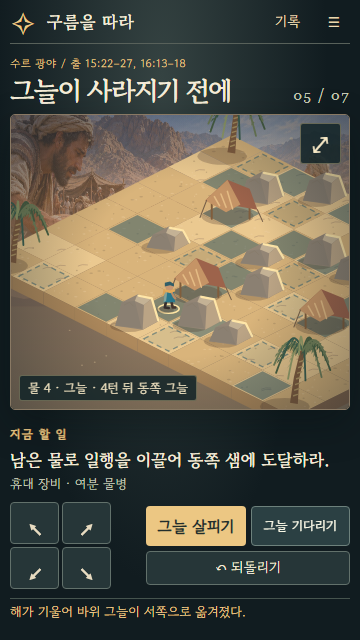 구름을 따라
기록
수르 광야 / 출 15:22–27, 16:13–18
그늘이 사라지기 전에
05 / 07
물 4 · 그늘 · 4턴 뒤 동쪽 그늘
지금 할 일
남은 물로 일행을 이끌어 동쪽 샘에 도달하라.
휴대 장비 · 여분 물병
그늘 살피기
그늘 기다리기
↶ 되돌리기
해가 기울어 바위 그늘이 서쪽으로 옮겨졌다.